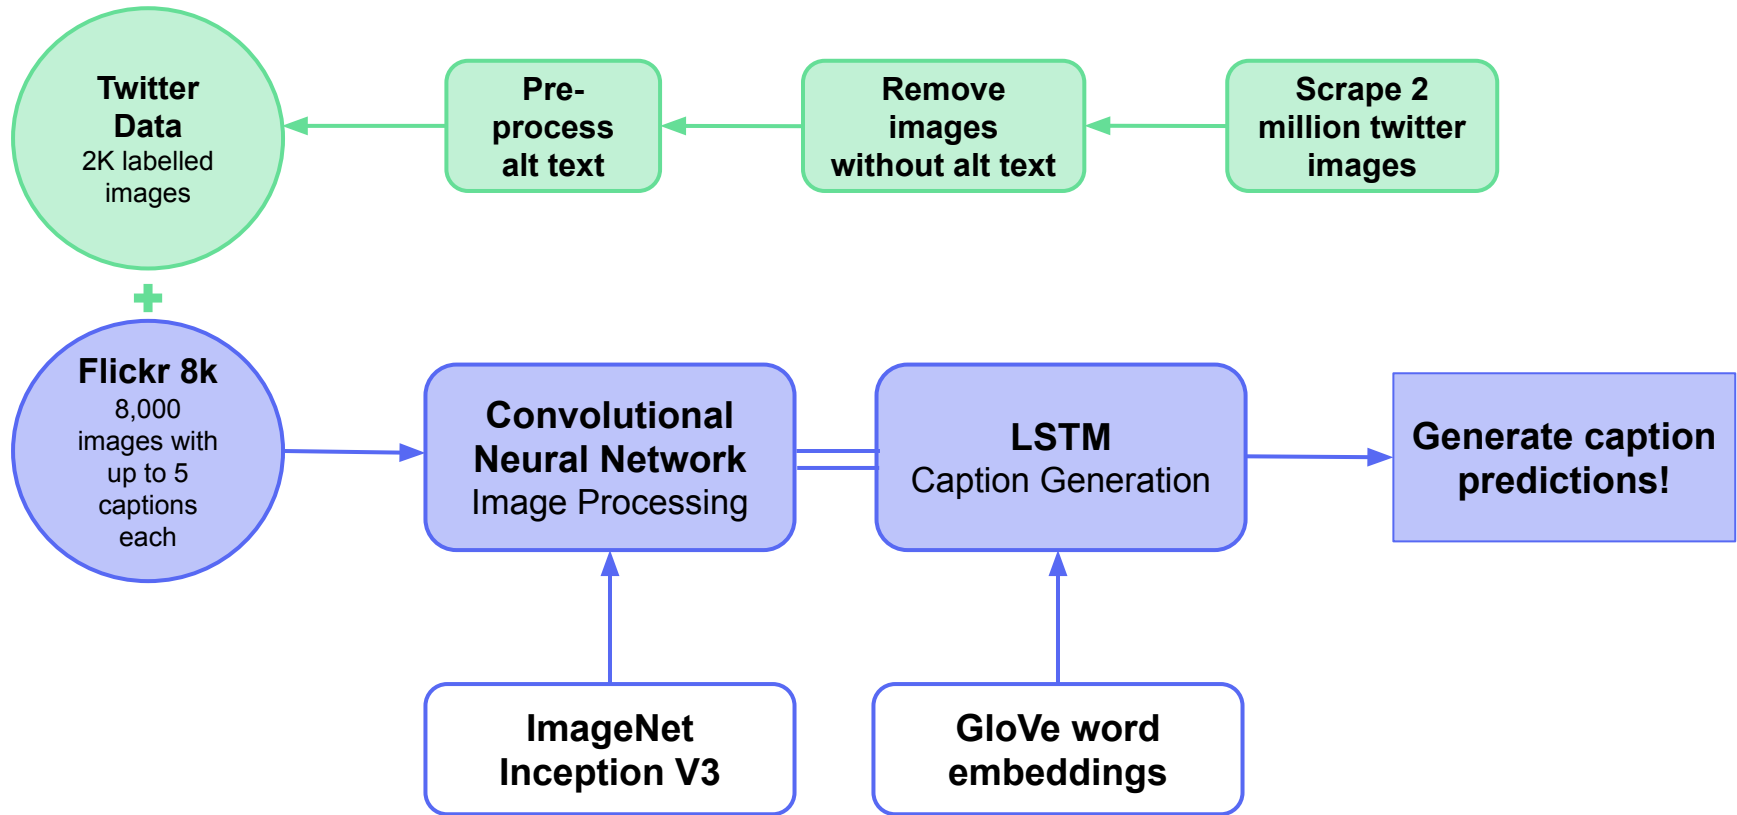 Twitter
Data
2K labelled
images
Pre-
process
alt text
Remove
images
without alt text
Scrape 2
million twitter
images
Flickr 8k
8,000
images with
up to 5
captions
each
Convolutional
Neural Network
Image Processing
LSTM
Caption Generation
Generate caption
predictions!
ImageNet
Inception V3
GloVe word
embeddings